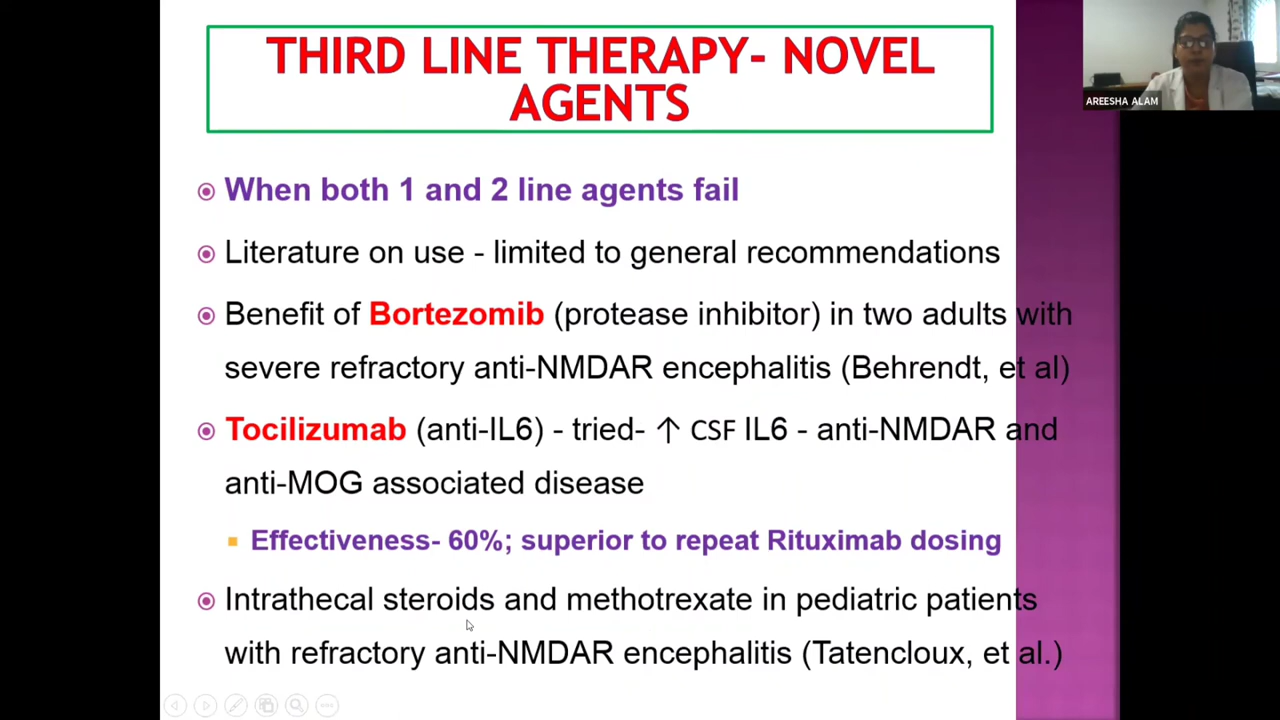 THIRD LINE THERAPY- NOVEL
AGENTS
AREESHA ALAM
When both 1 and 2 line agents fail
Literature on use - limited to general recommendations
Benefit of Bortezomib (protease inhibitor) in two adults with
severe refractory anti-NMDAR encephalitis (Behrendt, et al)
Tocilizumab (anti-IL6) - tried- ↑ CSF IL6 - anti-NMDAR and
anti-MOG associated disease
Effectiveness- 60%; superior to repeat Rituximab dosing
Intrathecal steroids and methotrexate in pediatric patients
with refractory anti-NMDAR encephalitis (Tatencloux, et al.)